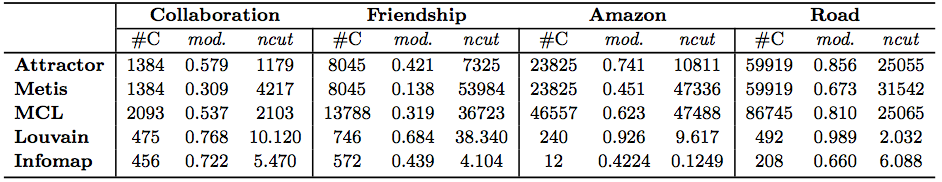 Collaboration Friendship Amazon Road
#C mod. ncut #C mod. ncut #C mod. ncut #C mod. ncut
Attractor 1384 0.579 1179 8045 0.421 7325 23825 0.741 10811 59919 0.856 25055
Metis 1384 0.309 4217 8045 0.138 53984 23825 0.451 47336 59919 0.673 31542
MCL 2093 0.537 2103 13788 0.319 36723 46557 0.623 47488 86745 0.810 25065
Louvain 475 0.768 10.120 746 0.684 38.340 240 0.926 9.617 492 0.989 2.032
Infomap 456 0.722 5.470 572 0.439 4.104 12 0.4224 0.1249 208 0.660 6.088